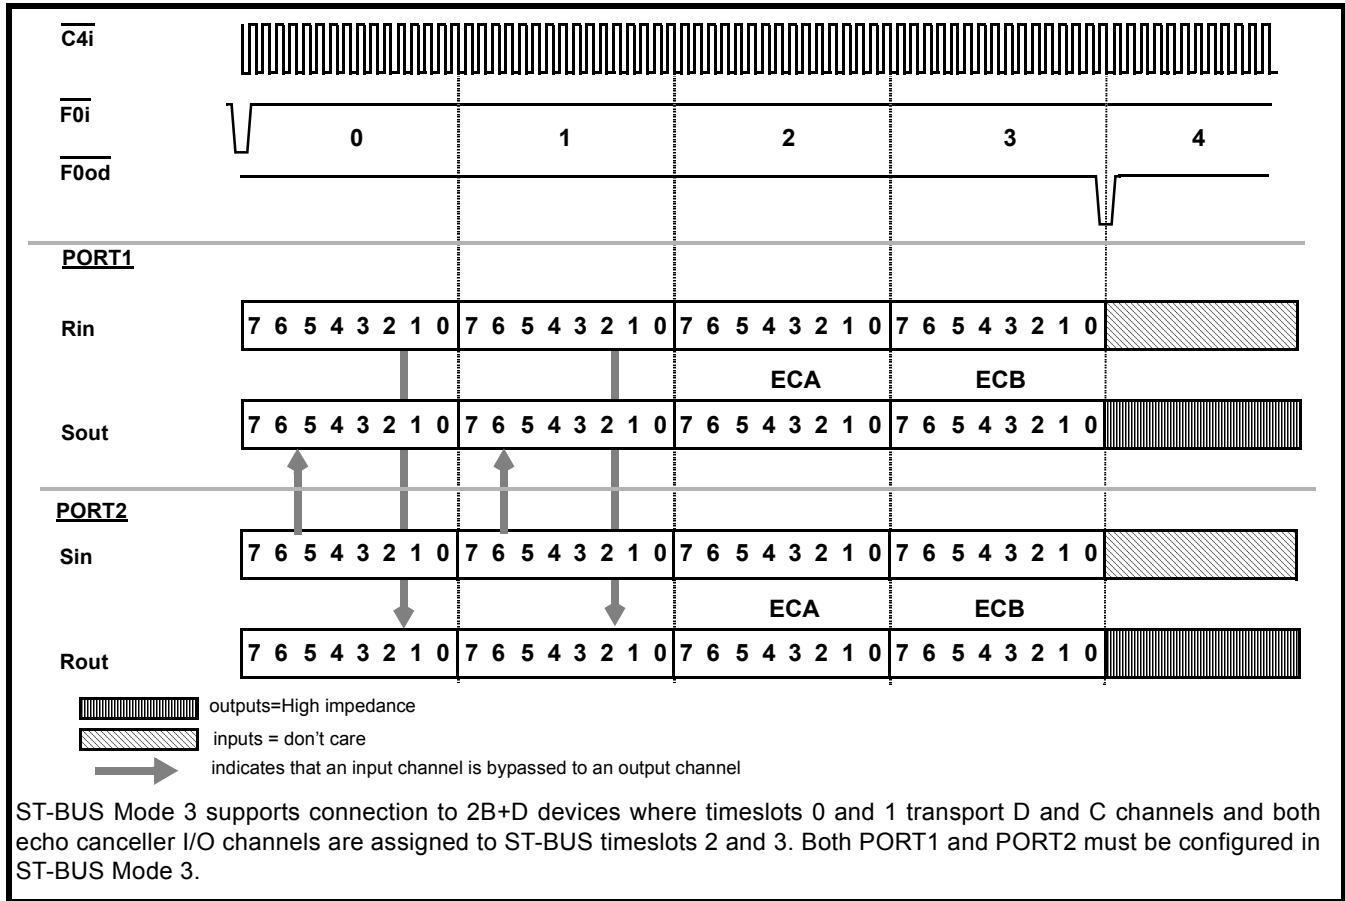 C4i
F0i
0 1 2 3 4
F0od
PORT1
Rin
7 6 5 4 3 2 1 0 7 6 5 4 3 2 1 0 7 6 5 4 3 2 1 0 7 6 5 4 3 2 1 0
ECA ECB
Sout
7 6 5 4 3 2 1 0 7 6 5 4 3 2 1 0 7 6 5 4 3 2 1 0 7 6 5 4 3 2 1 0
PORT2
Sin
7 6 5 4 3 2 1 0 7 6 5 4 3 2 1 0 7 6 5 4 3 2 1 0 7 6 5 4 3 2 1 0
ECA ECB
Rout
7 6 5 4 3 2 1 0 7 6 5 4 3 2 1 0 7 6 5 4 3 2 1 0 7 6 5 4 3 2 1 0
outputs=High impedance
inputs = don't care
indicates that an input channel is bypassed to an output channel
ST-BUS Mode 3 supports connection to 2B+D devices where timeslots 0 and 1 transport D and C channels and both
echo canceller I/O channels are assigned to ST-BUS timeslots 2 and 3. Both PORT1 and PORT2 must be configured in
ST-BUS Mode 3.